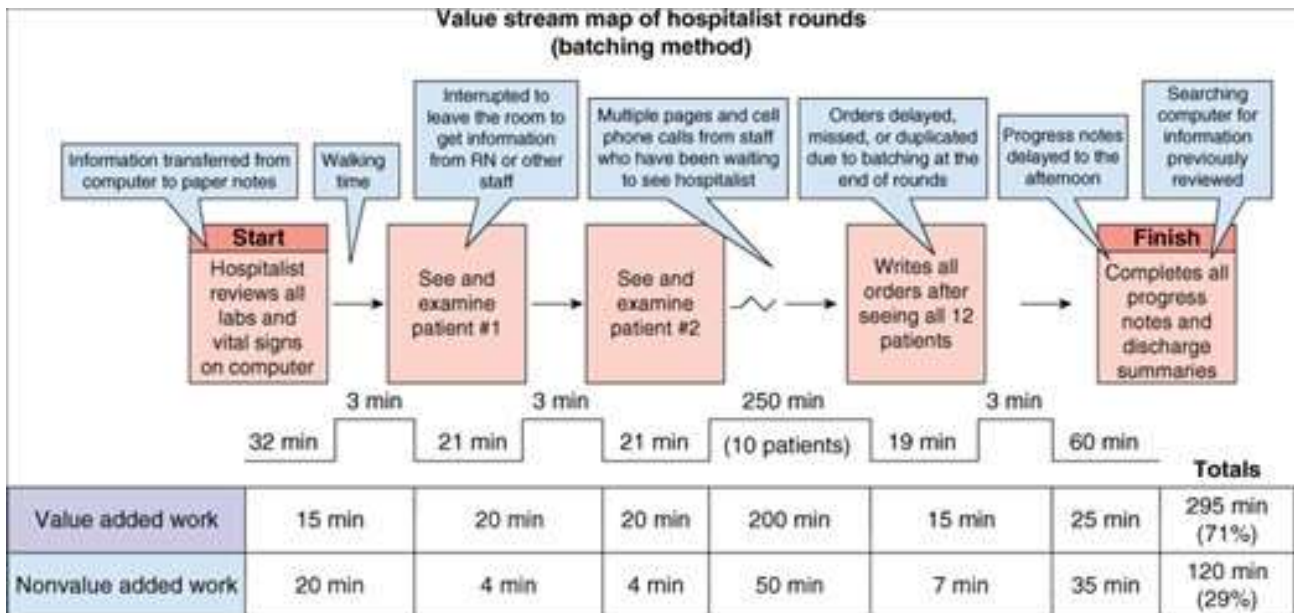 Value stream map of hospitalist rounds
(batching method)
Information transferred from
computer to paper notes
Walking
time
Interrupted to
leave the room to
get information
from RN or other
staff
Multiple pages and cell
phone calls from staff
who have been waiting
to see hospitalist
Orders delayed,
missed, or duplicated
due to batching at the
end of rounds
Progress notes
delayed to the
afternoon
Searching
computer for
information
previously
reviewed
Start
Hospitalist
reviews all
labs and
vital signs
on computer
See and
examine
patient #1
See and
examine
patient #2
Writes all
orders after
seeing all 12
patients
Finish
Completes all
progress
notes and
discharge
summaries
3 min 3 min 250 min 3 min
32 min 21 min 21 min (10 patients) 19 min 60 min
Totals
Value added work 15 min 20 min 20 min 200 min 15 min 25 min 295 min
(71%)
Nonvalue added work 20 min 4 min 4 min 50 min 7 min 35 min 120 min
(29%)